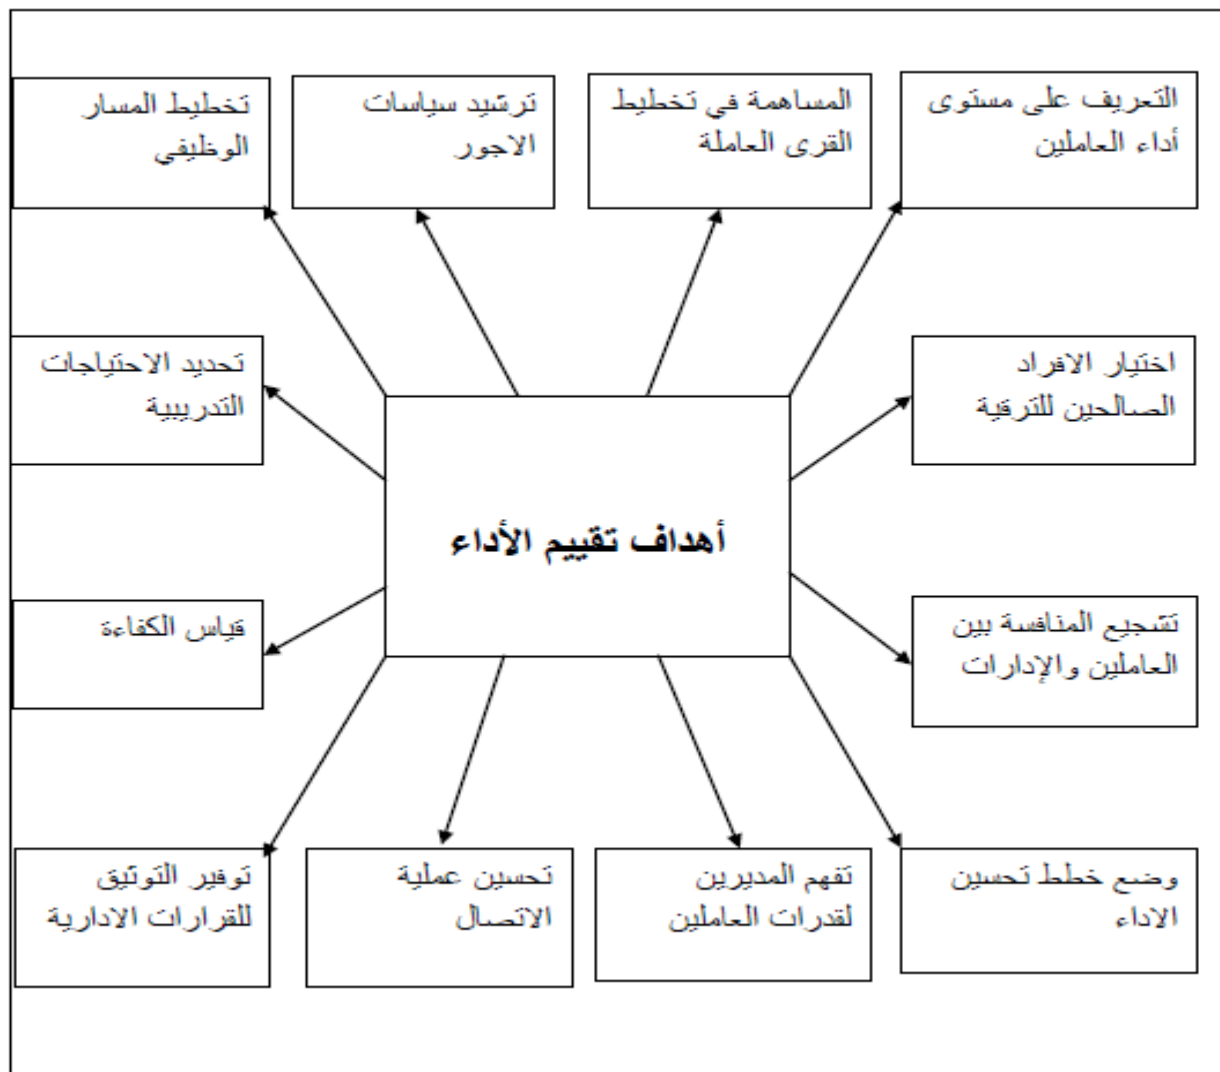 التعريف على مستوى
أداء العاملين
المساهمة في تخطيط
القرى العاملة
ترشيد سياسات
الاجور
تخطيط المسار
الوظيفي
اختيار الافراد
الصالحين للترقية
تحديد الاحتياجات
التدريبية
أهداف تقييم الأداء
تشجيع المنافسة بين
العاملين والإدارات
قياس الكفاءة
وضع خطط تحسين
الاداء
تفهم المديرين
لقدرات العاملين
تحسين عملية
الاتصال
توفير التوثيق
للقرارات الادارية